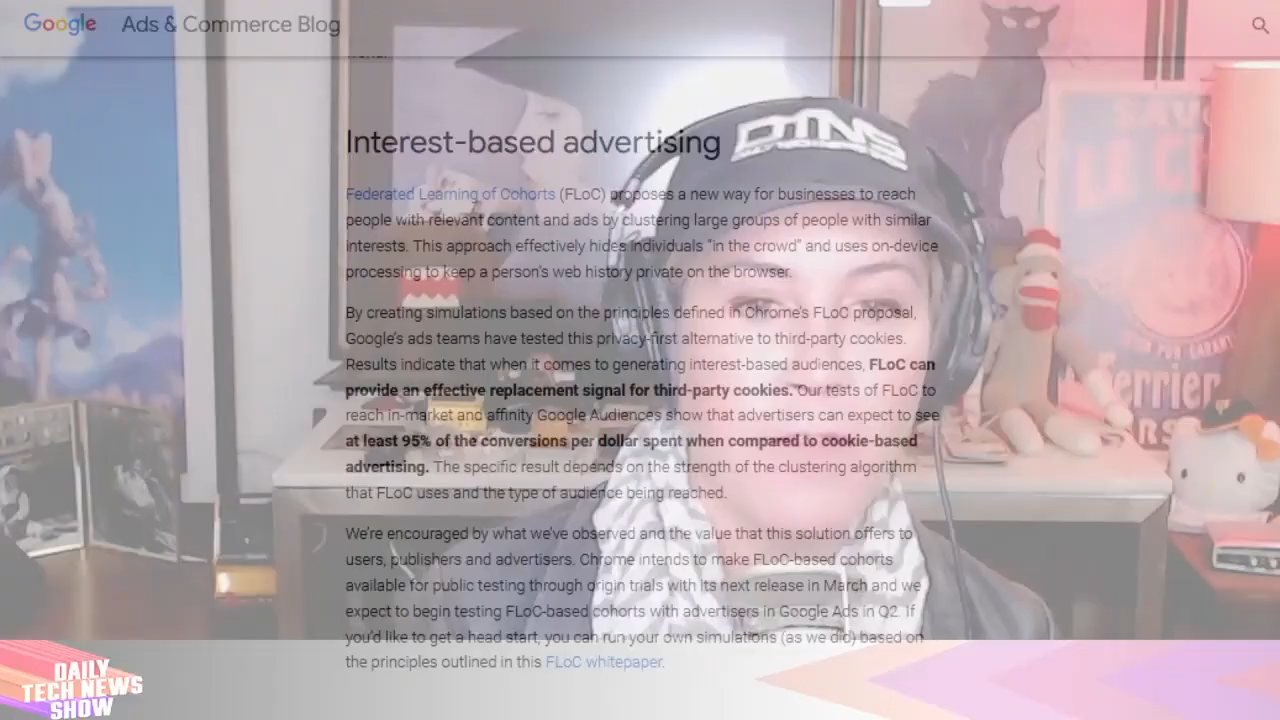 Google Ads & Commerce Blog
Interest-based advertising
DTNS
Federated Learning of Cohorts (FLoC) proposes a new way for businesses to reach
people with relevant content and ads by clustering large groups of people with similar
interests. This approach effectively hides individuals “in the crowd” and uses on-device
processing to keep a person's web history private on the browser.
By creating simulations based on the principles defined in Chrome's FLoC proposal,
Google's ads teams have tested this privacy-first alternative to third-party cookies.
Results indicate that when it comes to generating interest-based audiences, FLoC can
provide an effective replacement signal for third-party cookies. Our tests of FLoC to
reach in-market and affinity Google Audiences show that advertisers can expect to see
at least 95% of the conversions per dollar spent when compared to cookie-based
advertising. The specific result depends on the strength of the clustering algorithm
that FLoC uses and the type of audience being reached.
We're encouraged by what we've observed and the value that this solution offers to
users, publishers and advertisers. Chrome intends to make FLoC-based cohorts
available for public testing through origin trials with its next release in March and we
expect to begin testing FLoC-based cohorts with advertisers in Google Ads in Q2. If
you'd like to get a head start, you can run your own simulations (as we did) based on
the principles outlined in this FLoC whitepaper.
DAILY
TECH NEWS
SHOW